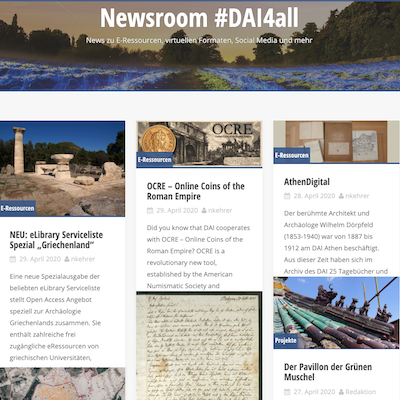 Newsroom #DAI4all
News zu E-Ressourcen, virtuellen Formaten, Social Media und mehr
E-Ressourcen
NEU: eLibrary Serviceliste
Spezial „Griechenland“
29. April 2020 nkehrer
Eine neue Spezialausgabe der
beliebten eLibrary Serviceliste
stellt Open Access Angebot
speziell zur Archäologie
Griechenlands zusammen. Sie
enthält zahlreiche frei
zugängliche eRessourcen von
griechischen Universitäten,
OCRE
E-Ressourcen
OCRE – Online Coins of the
Roman Empire
29. April 2020 nkehrer
Did you know that DAI cooperates
with OCRE – Online Coins of the
Roman Empire? OCRE is a
revolutionary new tool,
established by the American
Numismatic Society and
E-Ressourcen
AthenDigital
28. April 2020 nkehrer
Der berühmte Architekt und
Archäologe Wilhelm Dörpfeld
(1853-1940) war von 1887 bis
1912 am DAI Athen beschäftigt.
Aus dieser Zeit haben sich im
Archiv des DAI 25 Tagebücher und
Projekte
Der Pavillon der Grünen
Muschel
27. April 2020 Redaktion